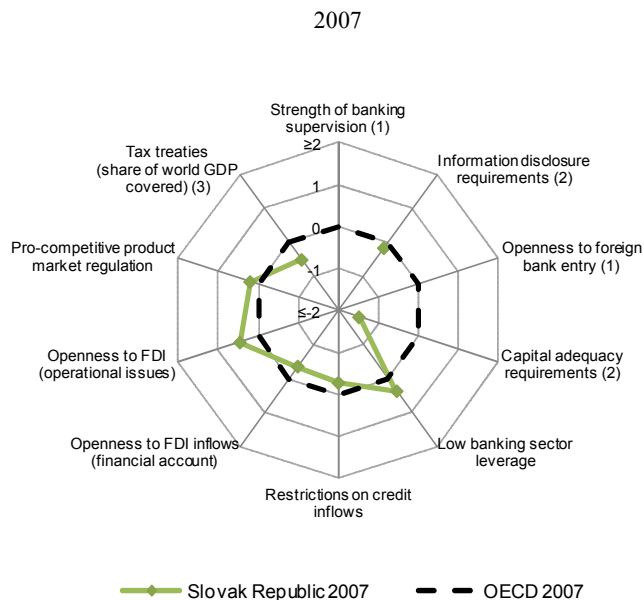 2007
Strength of banking
supervision (1)
Tax treaties
(share of world GDP
covered) (3)
Information disclosure
requirements (2)
Pro-competitive product
market regulation
Openness to foreign
bank entry (1)
≥2
1
0
-1
≤-2
Openness to FDI
(operational issues)
Capital adequacy
requirements (2)
Openness to FDI inflows
(financial account)
Low banking sector
leverage
Restrictions on credit
inflows
Slovak Republic 2007
OECD 2007